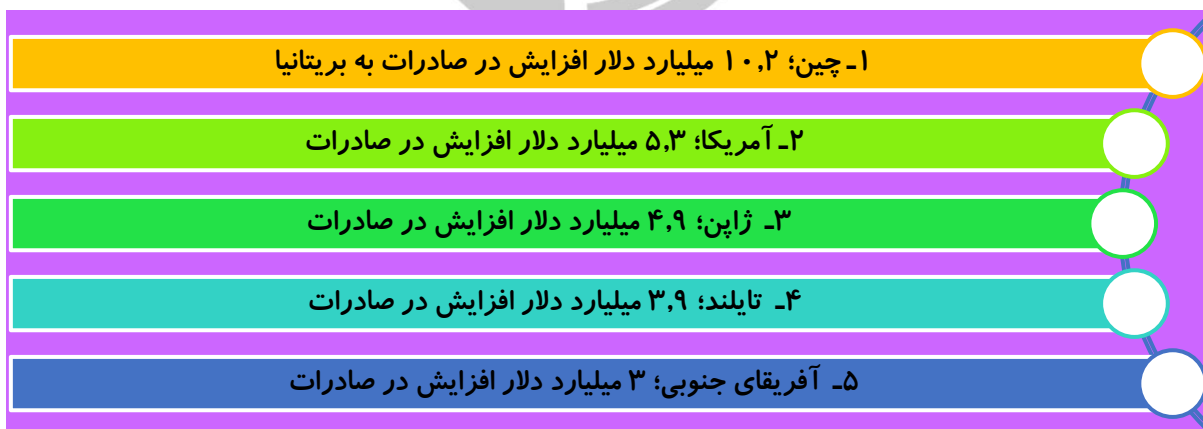 ۱ـ چین؛ ۱۰,۲ میلیارد دلار افزایش در صادرات به بریتانیا
۲ـ آمریکا؛ ۵,۳ میلیارد دلار افزایش در صادرات
۳ـ ژاپن؛ ۴,۹ میلیارد دلار افزایش در صادرات
۴ـ تایلند؛ ۳,۹ میلیارد دلار افزایش در صادرات
۵ـ آفریقای جنوبی؛ ۳ میلیارد دلار افزایش در صادرات